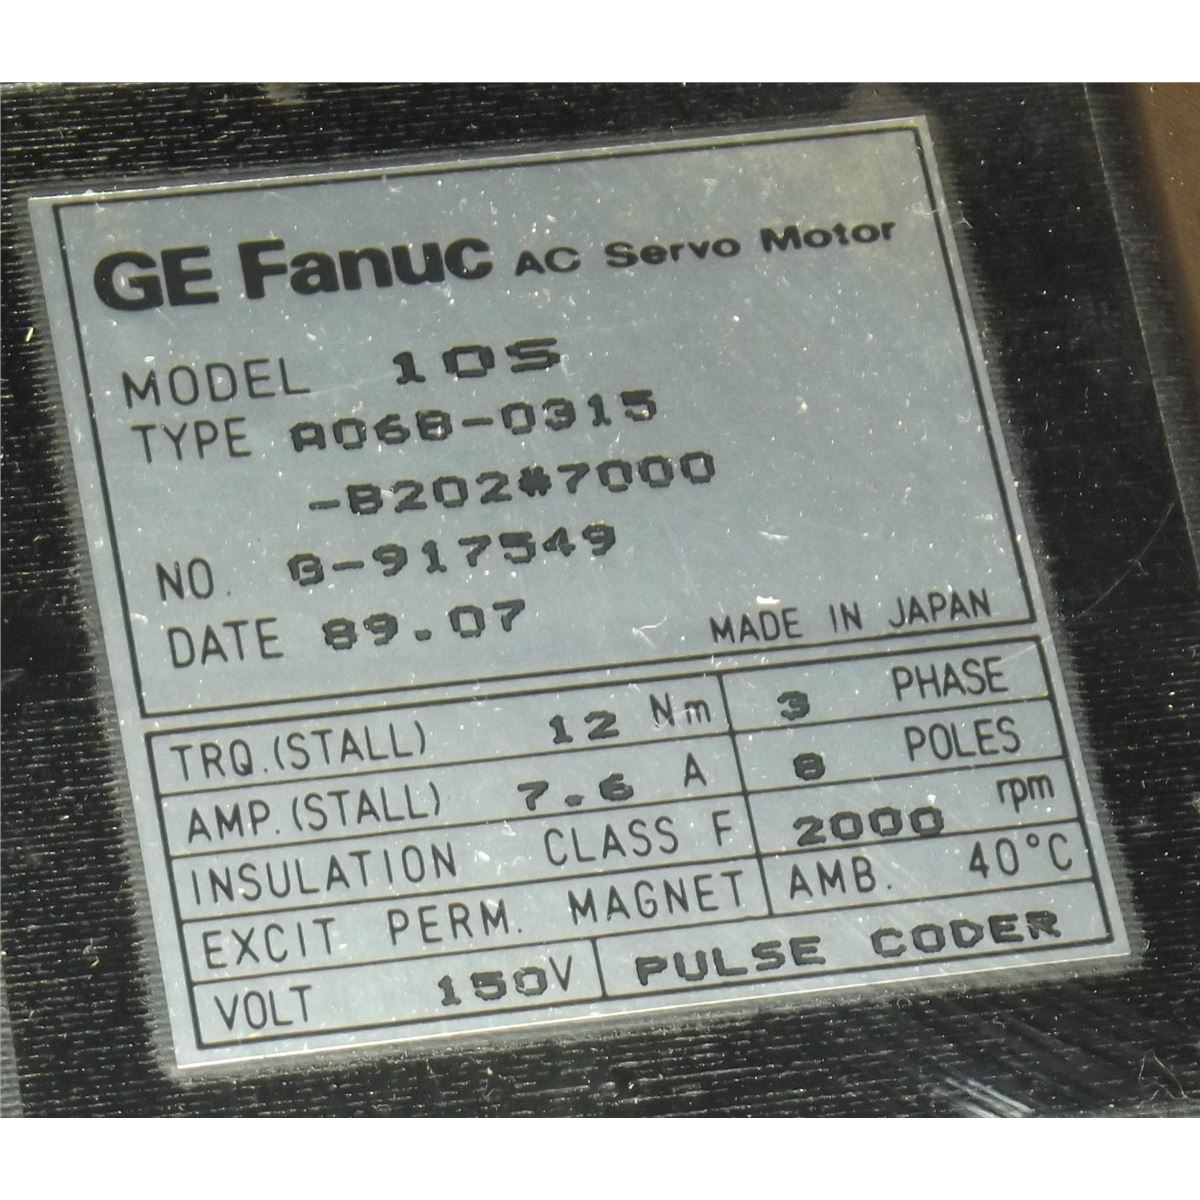 GE Fanuc AC Servo Motor
MODEL 10S
TYPE A06B-0315
-B202#7000
NO. G-917549
DATE 89.07
MADE IN JAPAN
TRQ.(STALL) 12 Nm 3 PHASE
AMP.(STALL) 7.6 A 8 POLES
INSULATION CLASS F 2000 rpm
EXCIT PERM. MAGNET AMB. 40°C
VOLT 150V PULSE CODER